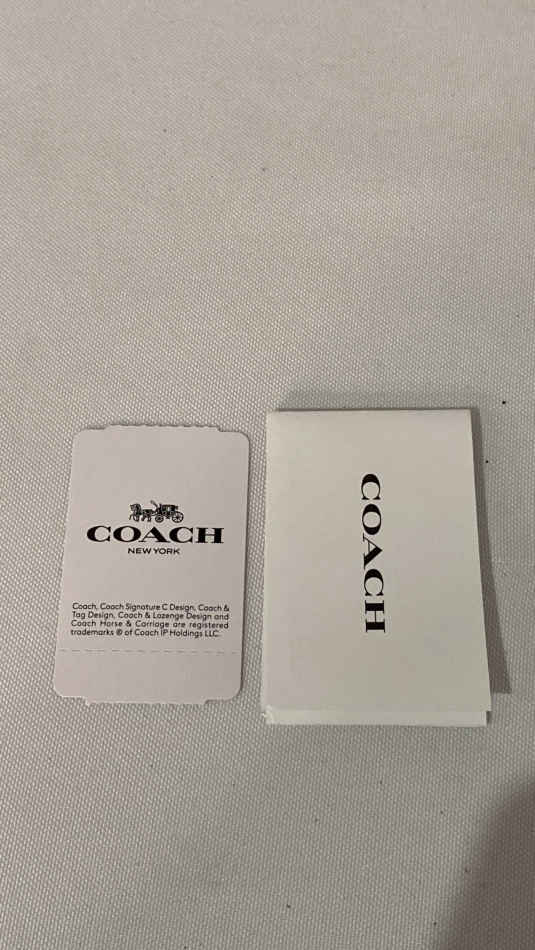 COACH
NEW YORK
Coach, Coach Signature C Design, Coach &
Tag Design, Coach & Lozenge Design and
Coach Horse & Carriage are registered
trademarks ® of Coach IP Holdings LLC.
COACH